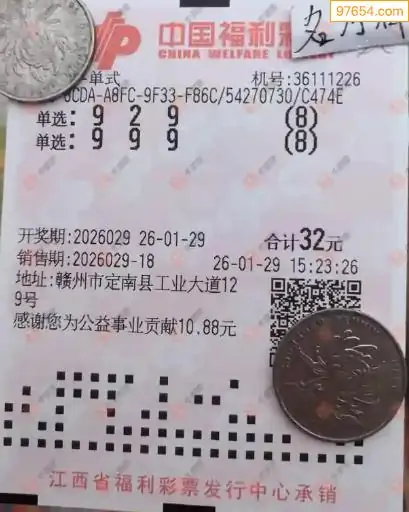 97654.com
中国福利彩
CHINA WELFARE LOTTE
单式
机号:36111226
CDA-A8FC-9F33-F86C/54270730/C474E
单选: 9 2 9 (8)
单选: 9 9 9 (8)
开奖期:2026029 26-01-29 合计32元
销售期:2026029-18 26-01-29 15:23:26
地址:赣州市定南县工业大道12
9号
感谢您为公益事业贡献10.88元
江西省福利彩票发行中心承销